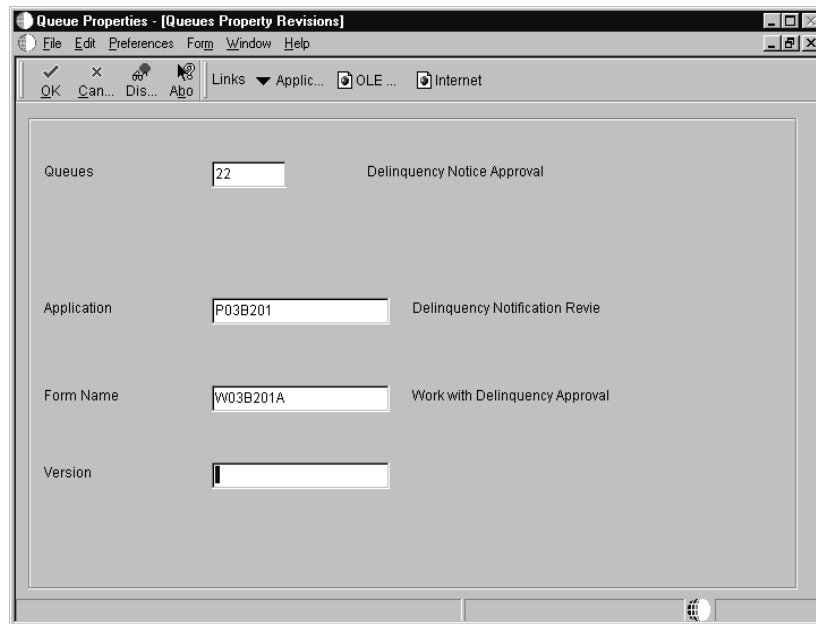 Queue Properties - [Queues Property Revisions]
File Edit Preferences Form Window Help
OK Can... Dis... Abo Links Applic... OLE ... Internet
Queues 22 Delinquency Notice Approval
Application P03B201 Delinquency Notification Revie
Form Name W03B201A Work with Delinquency Approval
Version